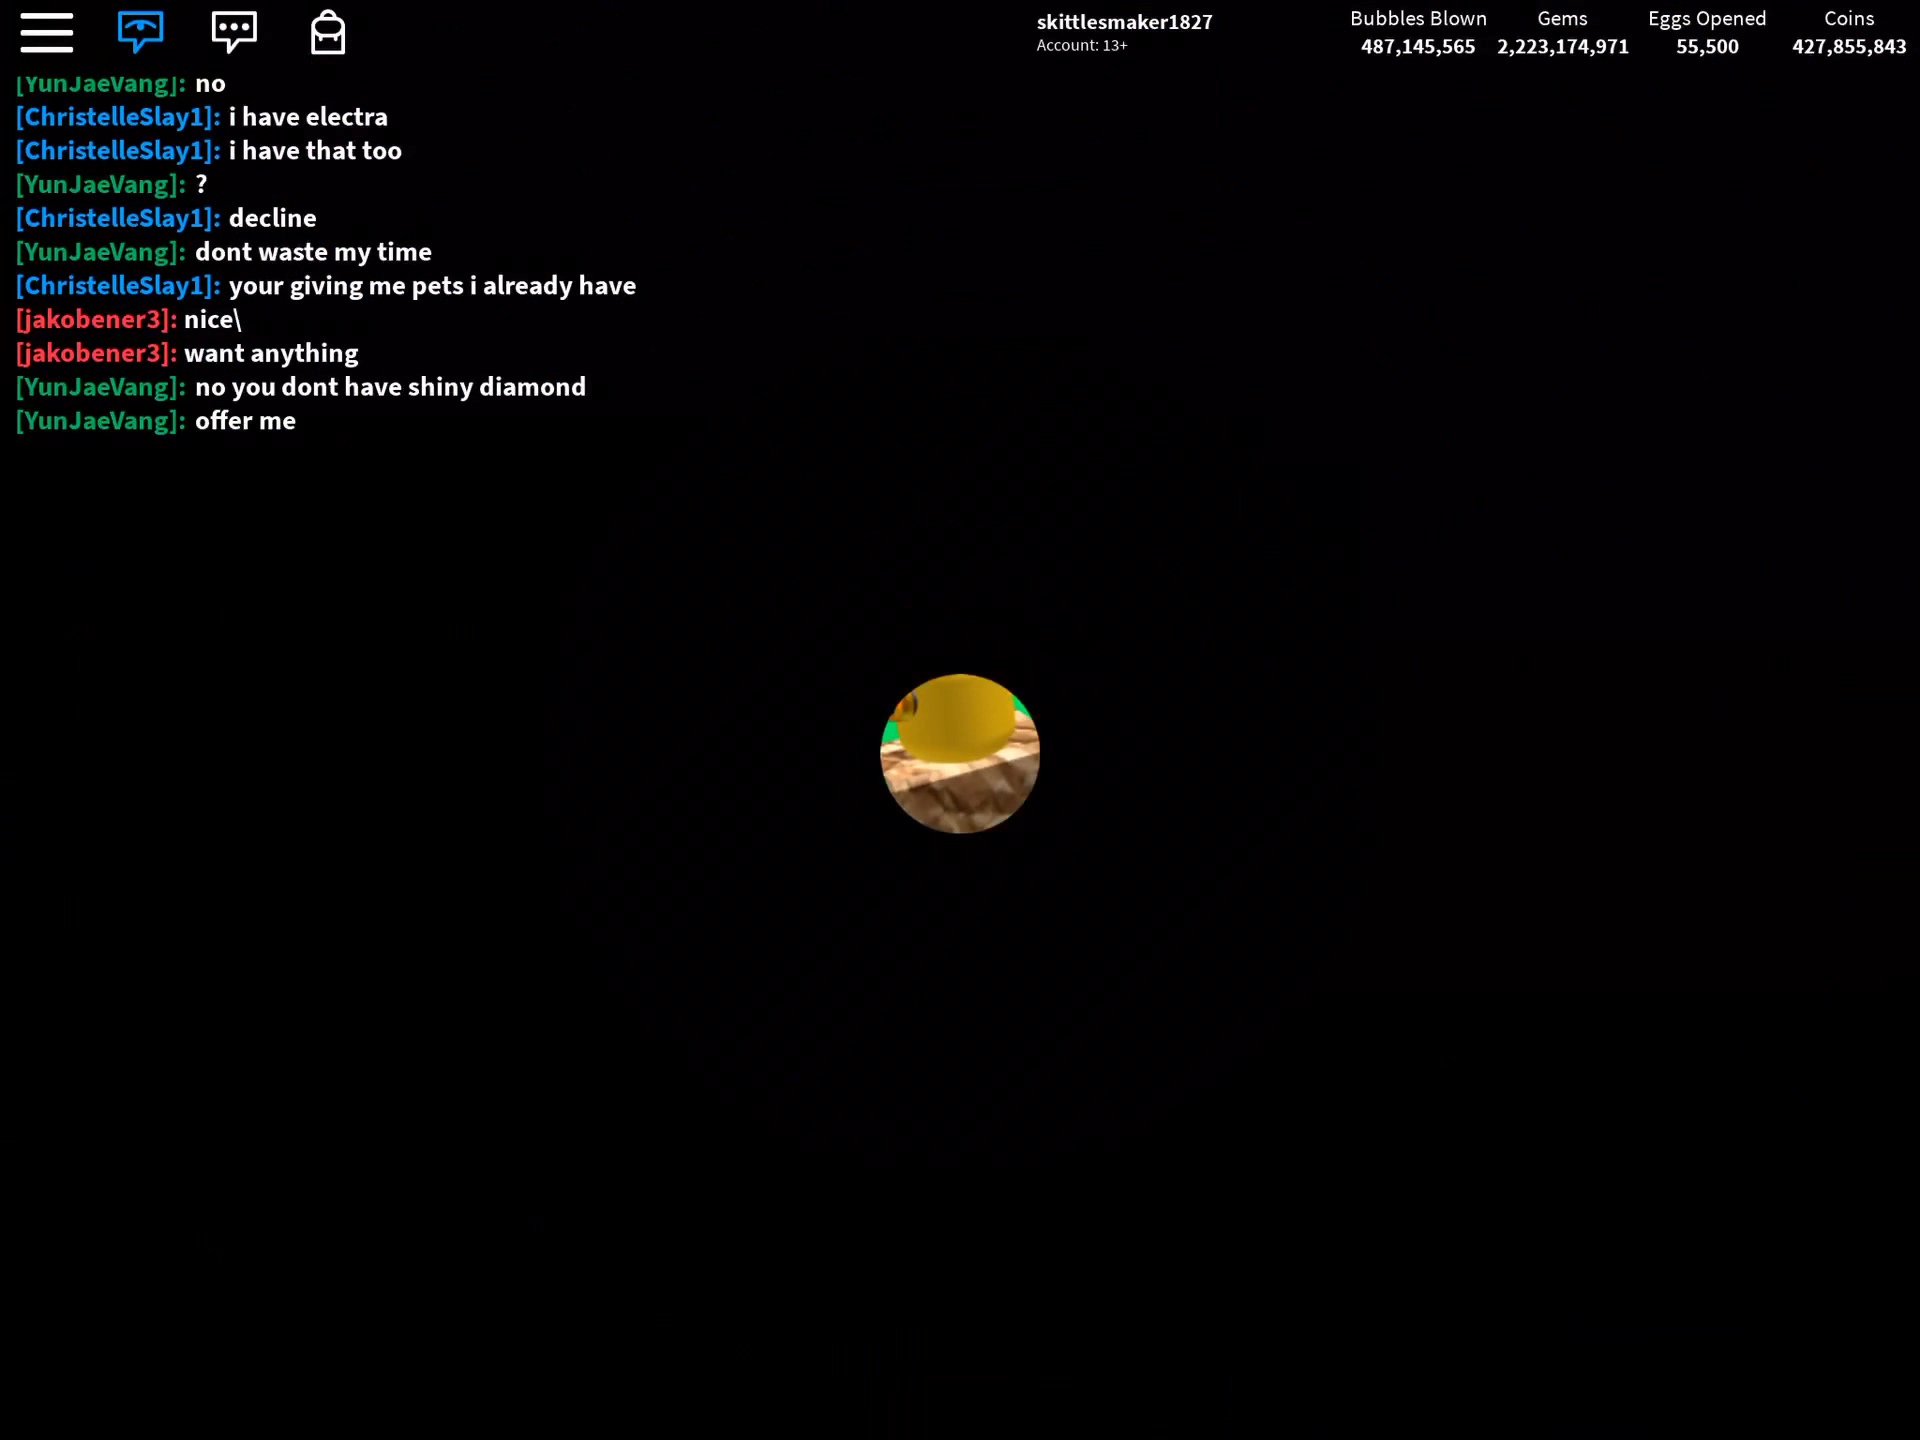 skittlesmaker1827
Account: 13+
Bubbles Blown
487,145,565
Gems
2,223,174,971
Eggs Opened
55,500
Coins
427,855,843
[YunJaeVang]: no
[ChristelleSlay1]: i have electra
[ChristelleSlay1]: i have that too
[YunJaeVang]: ?
[ChristelleSlay1]: decline
[YunJaeVang]: dont waste my time
[ChristelleSlay1]: your giving me pets i already have
[jakobener3]: nice\
[jakobener3]: want anything
[YunJaeVang]: no you dont have shiny diamond
[YunJaeVang]: offer me